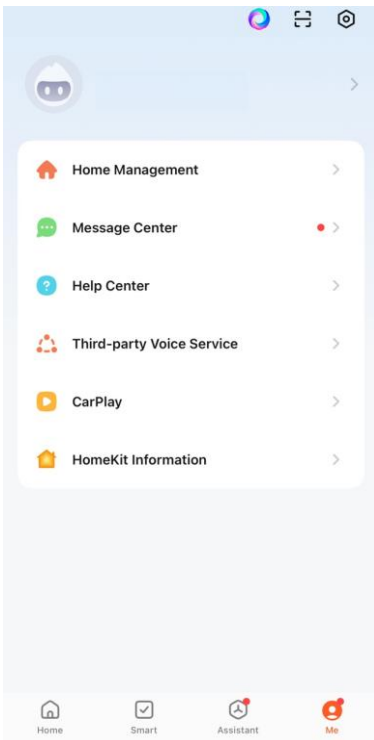 Home Management
Message Center
Help Center
Third-party Voice Service
CarPlay
HomeKit Information
Home Smart Assistant Me